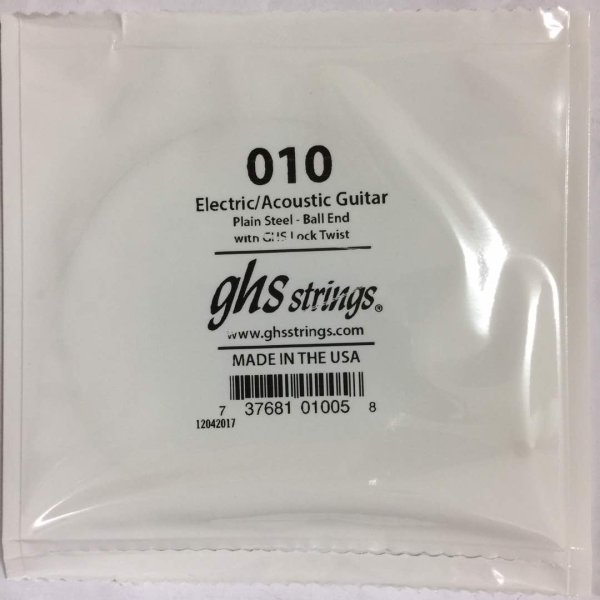 010
Electric/Acoustic Guitar
Plain Steel - Ball End
with GHS Lock Twist
ghs strings®
www.ghsstrings.com
MADE IN THE USA
7 37681 01005 8
12042017